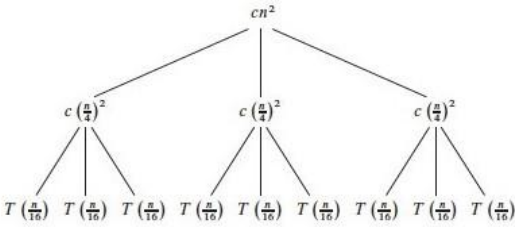 cn²
c (n/4)² c (n/4)² c (n/4)²
T (n/16) T (n/16) T (n/16) T (n/16) T (n/16) T (n/16) T (n/16) T (n/16) T (n/16)